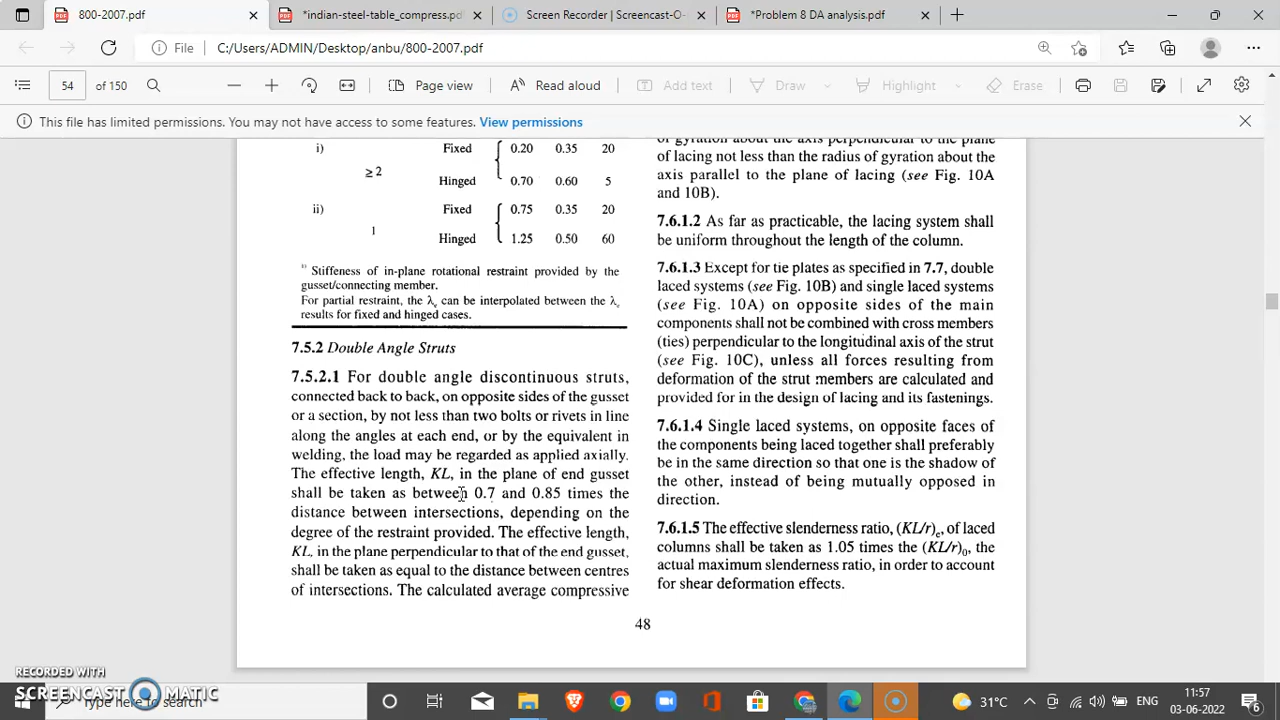 800-2007.pdf
*indian-steel-table_compress.pdf
Screen Recorder | Screencast-O-
*Problem 8 DA analysis.pdf
File
C:/Users/ADMIN/Desktop/anbu/800-2007.pdf
54 of 150
Page view
Read aloud
Add text
Draw
Highlight
Erase
This file has limited permissions. You may not have access to some features. View permissions
i) Fixed 0.20 0.35 20
≥ 2
Hinged 0.70 0.60 5
ii) Fixed 0.75 0.35 20
1
Hinged 1.25 0.50 60
1) Stiffness of in-plane rotational restraint provided by the
gusset/connecting member.
For partial restraint, the λe can be interpolated between the λe
results for fixed and hinged cases.
7.5.2 Double Angle Struts
7.5.2.1 For double angle discontinuous struts,
connected back to back, on opposite sides of the gusset
or a section, by not less than two bolts or rivets in line
along the angles at each end, or by the equivalent in
welding, the load may be regarded as applied axially.
The effective length, KL, in the plane of end gusset
shall be taken as between 0.7 and 0.85 times the
distance between intersections, depending on the
degree of the restraint provided. The effective length,
KL, in the plane perpendicular to that of the end gusset,
shall be taken as equal to the distance between centres
of intersections. The calculated average compressive
of gyration about the axis perpendicular to the plane
of lacing not less than the radius of gyration about the
axis parallel to the plane of lacing (see Fig. 10A
and 10B).
7.6.1.2 As far as practicable, the lacing system shall
be uniform throughout the length of the column.
7.6.1.3 Except for tie plates as specified in 7.7, double
laced systems (see Fig. 10B) and single laced systems
(see Fig. 10A) on opposite sides of the main
components shall not be combined with cross members
(ties) perpendicular to the longitudinal axis of the strut
(see Fig. 10C), unless all forces resulting from
deformation of the strut members are calculated and
provided for in the design of lacing and its fastenings.
7.6.1.4 Single laced systems, on opposite faces of
the components being laced together shall preferably
be in the same direction so that one is the shadow of
the other, instead of being mutually opposed in
direction.
7.6.1.5 The effective slenderness ratio, (KL/r)e, of laced
columns shall be taken as 1.05 times the (KL/r)0, the
actual maximum slenderness ratio, in order to account
for shear deformation effects.
48
RECORDED WITH
SCREENCAST MATIC
Type here to search
31°C
ENG
11:57
03-06-2022
6